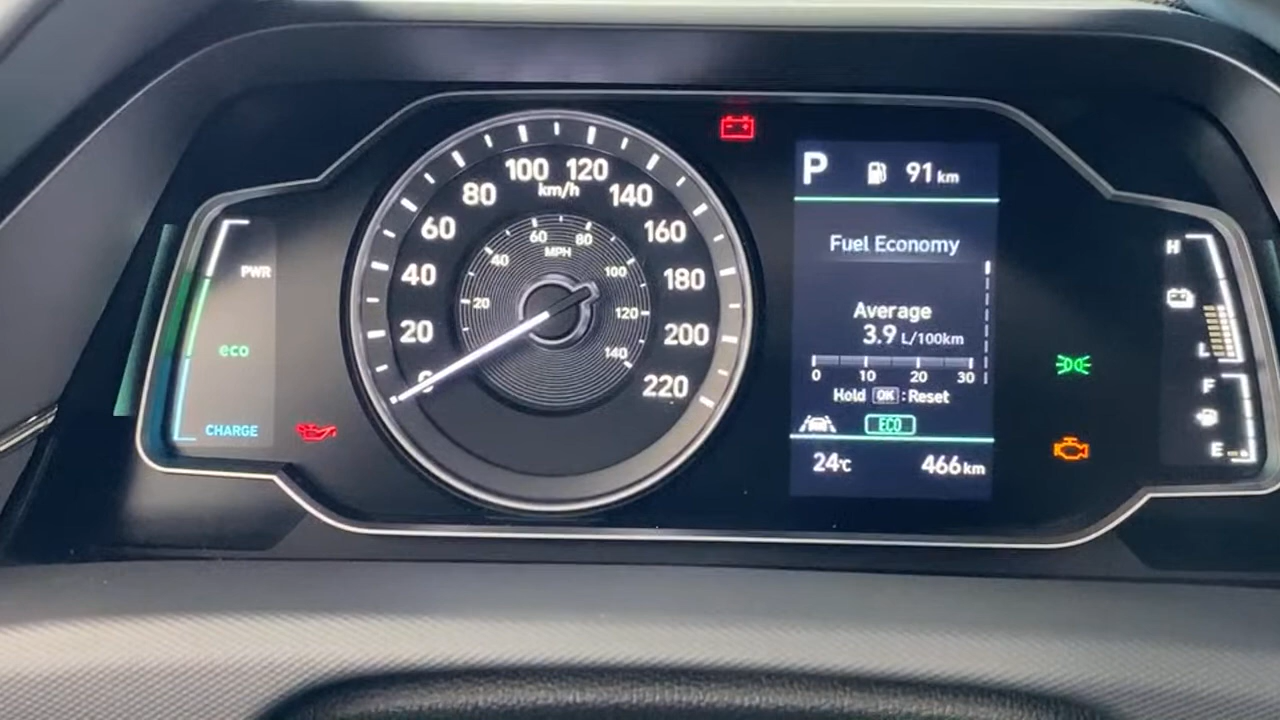 P 91 km
Fuel Economy
Average
3.9 L/100km
0 10 20 30
Hold OK : Reset
ECO
24℃ 466 km
PWR
eco
CHARGE
0 20 40 60 80 100 120 140 160 180 200 220
km/h
20 40 60 80 100 120 140
MPH
H
L
F
E